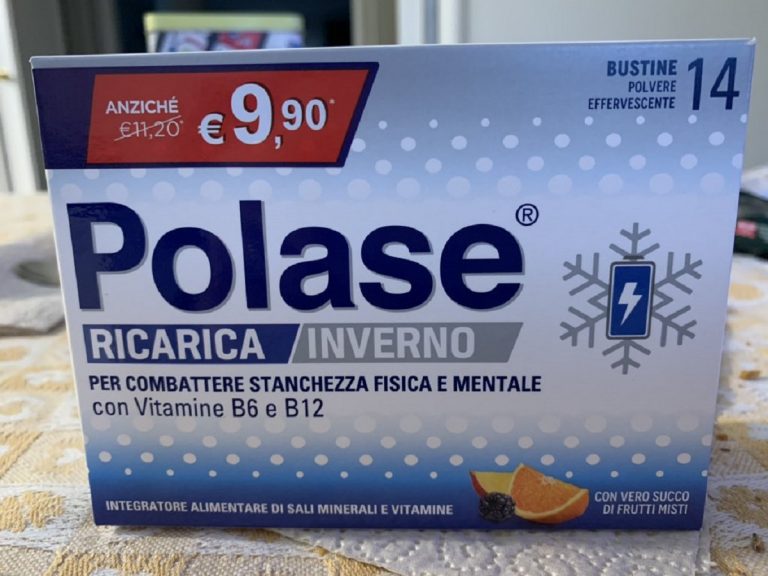 ANZICHÉ
€11,20*
€9,90*
BUSTINE
POLVERE
EFFERVESCENTE
14
Polase®
RICARICA INVERNO
PER COMBATTERE STANCHEZZA FISICA E MENTALE
con Vitamine B6 e B12
INTEGRATORE ALIMENTARE DI SALI MINERALI E VITAMINE
CON VERO SUCCO
DI FRUTTI MISTI